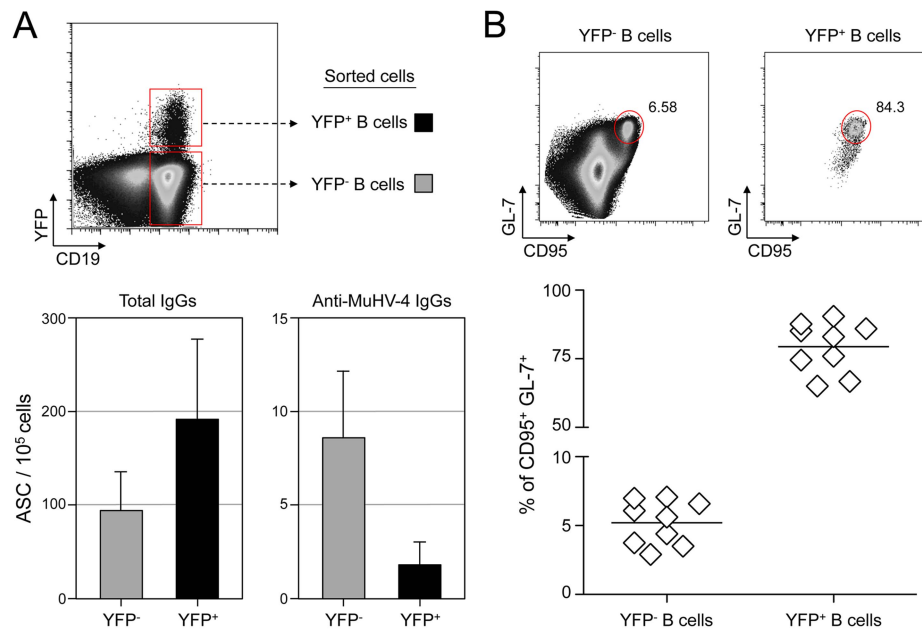 A
YFP
CD19
Sorted cells
YFP⁺ B cells
YFP⁻ B cells
Total IgGs
Anti-MuHV-4 IgGs
ASC / 10⁵ cells
300
200
100
0
YFP⁻
YFP⁺
15
10
5
0
YFP⁻
YFP⁺
B
YFP⁻ B cells
YFP⁺ B cells
6.58
84.3
GL-7
CD95
GL-7
CD95
% of CD95⁺ GL-7⁺
100
75
50
10
5
0
YFP⁻ B cells
YFP⁺ B cells